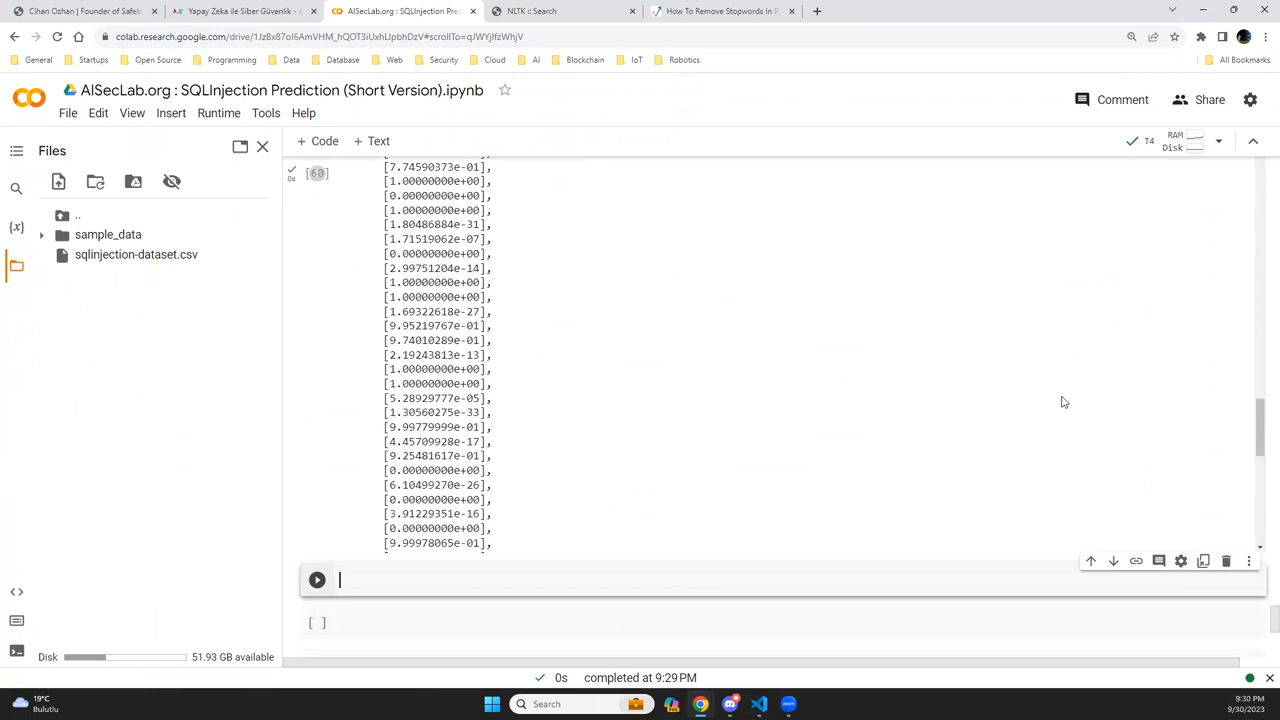 Cihan Ozhan | Founder of Safeb
Yapay Zeka ile Siber Güvenlik - A
AISecLab.org: SQLInjection Prec
NLTK :: Search
How To Remove Stopwords In P
colab.research.google.com/drive/1JzBx87oI6AmVHM_hQOT3iUxhLlpbhDzV#scrollTo=qJWYjIfzWhjV
General
Startups
Open Source
Programming
Data
Database
Web
Security
Cloud
AI
Blockchain
IoT
Robotics
All Bookmarks
AISecLab.org : SQLInjection Prediction (Short Version).ipynb
File Edit View Insert Runtime Tools Help
Comment
Share
Files
+ Code + Text
T4
RAM
Disk
..
sample_data
sqlinjection-dataset.csv
0s
[60]
[7.74590373e-01],
[1.00000000e+00],
[0.00000000e+00],
[1.00000000e+00],
[1.80486884e-31],
[1.71519062e-07],
[0.00000000e+00],
[2.99751204e-14],
[1.00000000e+00],
[1.00000000e+00],
[1.69322618e-27],
[9.95219767e-01],
[9.74010289e-01],
[2.19243813e-13],
[1.00000000e+00],
[1.00000000e+00],
[5.28929777e-05],
[1.30560275e-33],
[9.99779999e-01],
[4.45709928e-17],
[9.25481617e-01],
[0.00000000e+00],
[6.10499270e-26],
[0.00000000e+00],
[3.91229351e-16],
[0.00000000e+00],
[9.99978065e-01],
[ ]
Disk
51.93 GB available
0s completed at 9:29 PM
19°C
Bulutlu
Search
9:30 PM
9/30/2023